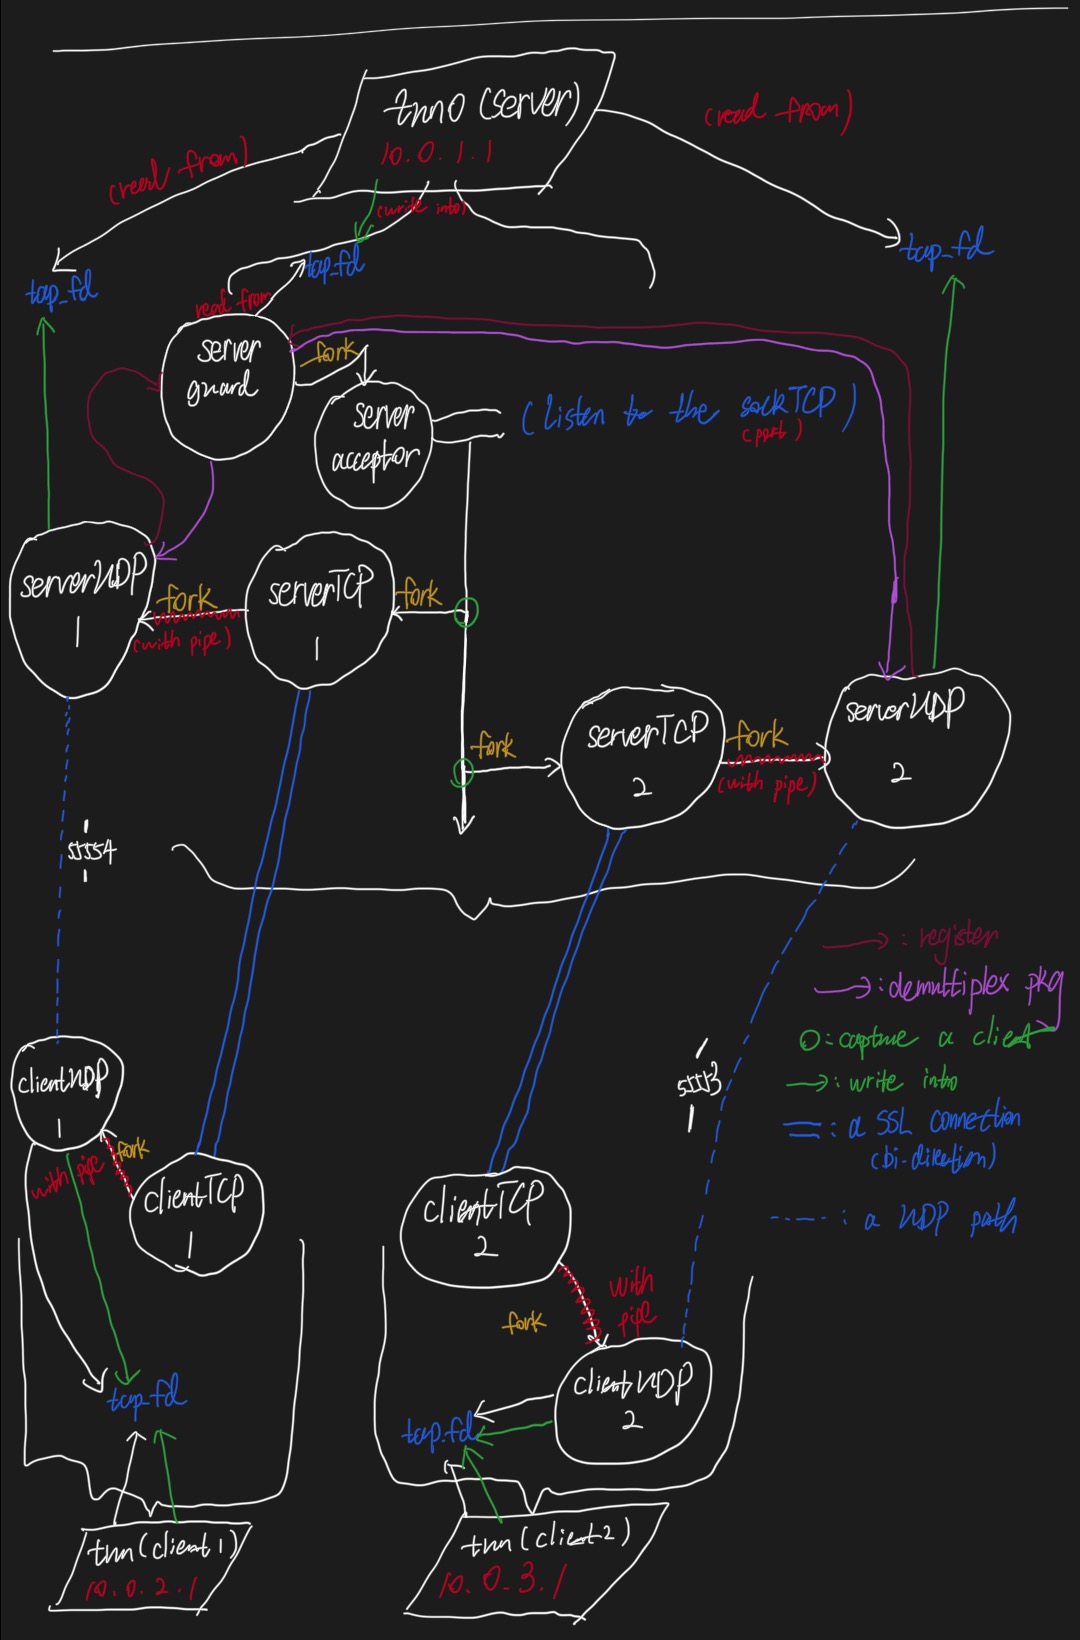 tun0 (server)
10.0.1.1
(read from)
(read from)
(write into)
tap_fd
tap_fd
tap_fd
read from
server
guard
fork
server
acceptor
(listen to the sockTCP)
(port)
serverUDP
1
fork
(with pipe)
serverTCP
1
fork
fork
serverTCP
2
fork
(with pipe)
serverUDP
2
55554
: register
: demultiplex pkg
: capture a client
: write into
: a SSL connection
(bi-direction)
: a UDP path
55553
clientUDP
1
with pipe
fork
clientTCP
1
clientTCP
2
with
pipe
fork
clientUDP
2
tap_fd
tap_fd
tun(client1)
10.0.2.1
tun(client2)
10.0.3.1